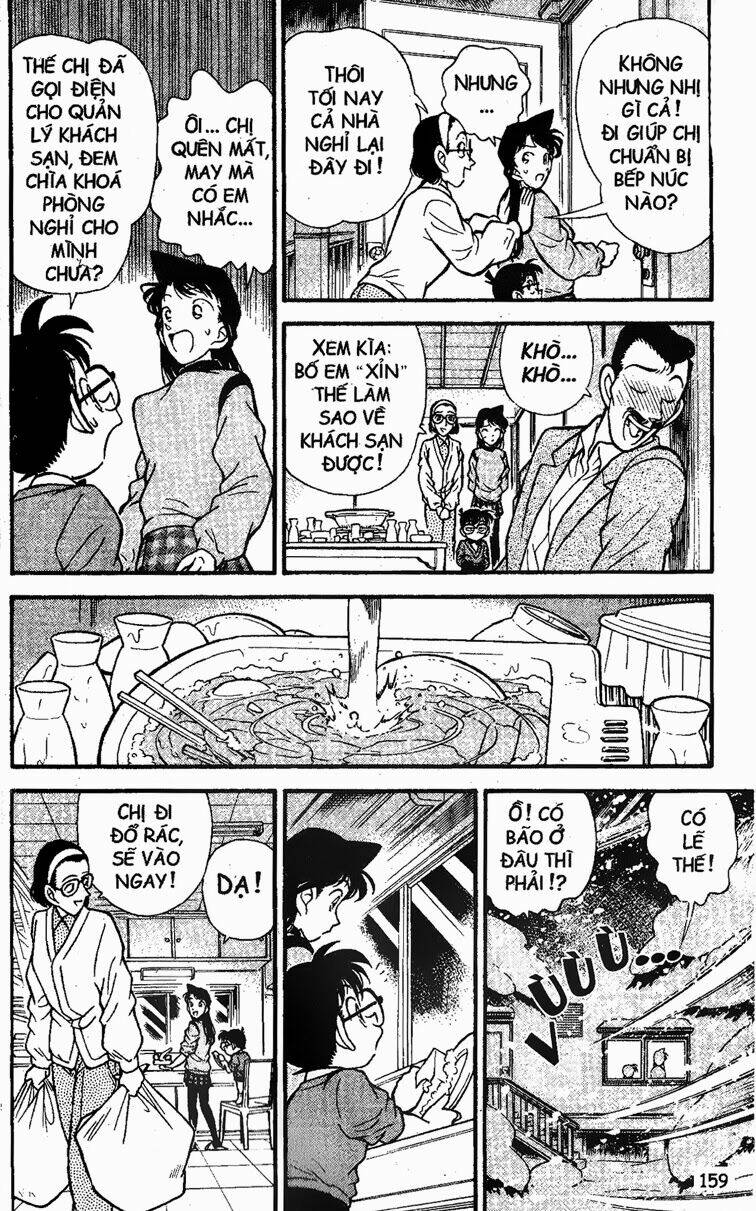 THẾ CHỊ ĐÃ
GỌI ĐIỆN
CHO QUẢN
LÝ KHÁCH
SẠN, ĐEM
CHÌA KHOÁ
PHÒNG
NGHỈ CHO
MÌNH
CHƯA?
ÔI... CHỊ
QUÊN MẤT,
MAY MÀ
CÓ EM
NHẮC...
THÔI
TỐI NAY
CẢ NHÀ
NGHỈ LẠI
ĐÂY ĐI!
NHƯNG
...
KHÔNG
NHƯNG NHỊ
GÌ CẢ!
ĐI GIÚP CHỊ
CHUẨN BỊ
BẾP NÚC
NÀO?
XEM KÌA:
BỐ EM "XỈN"
THẾ LÀM
SAO VỀ
KHÁCH SẠN
ĐƯỢC!
KHÒ...
KHÒ...
CHỊ ĐI
ĐỔ RÁC,
SẼ VÀO
NGAY!
DẠ!
Ồ! CÓ
BÃO Ở
ĐÂU THÌ
PHẢI!?
CÓ
LẼ
THẾ!
VÙÙÙ...
159